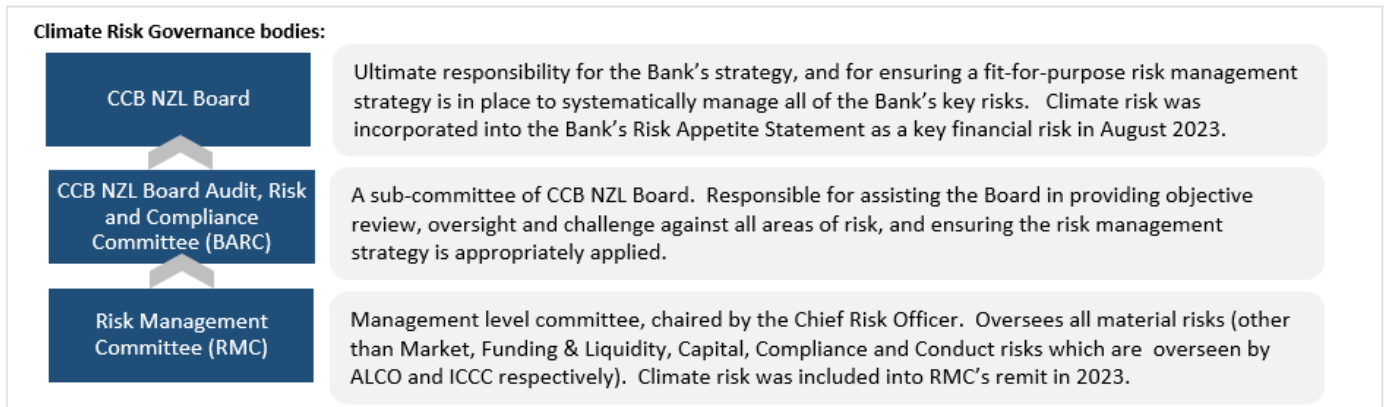 Climate Risk Governance bodies:
CCB NZL Board
Ultimate responsibility for the Bank's strategy, and for ensuring a fit-for-purpose risk management
strategy is in place to systematically manage all of the Bank's key risks.   Climate risk was
incorporated into the Bank's Risk Appetite Statement as a key financial risk in August 2023.
CCB NZL Board Audit, Risk
and Compliance
Committee (BARC)
A sub-committee of CCB NZL Board.  Responsible for assisting the Board in providing objective
review, oversight and challenge against all areas of risk, and ensuring the risk management
strategy is appropriately applied.
Risk Management
Committee (RMC)
Management level committee, chaired by the Chief Risk Officer.  Oversees all material risks (other
than Market, Funding & Liquidity, Capital, Compliance and Conduct risks which are  overseen by
ALCO and ICCC respectively).  Climate risk was included into RMC's remit in 2023.